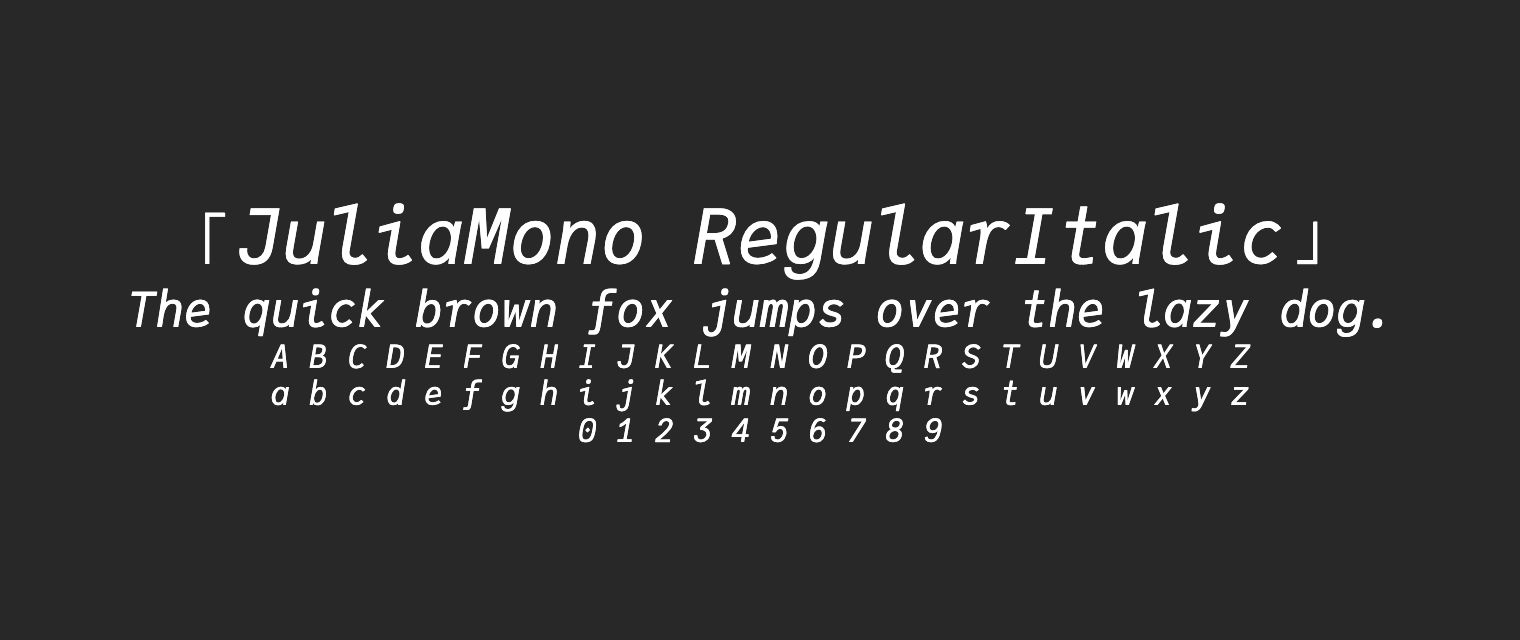 「JuliaMono RegularItalic」
The quick brown fox jumps over the lazy dog.
A B C D E F G H I J K L M N O P Q R S T U V W X Y Z
a b c d e f g h i j k l m n o p q r s t u v w x y z
0 1 2 3 4 5 6 7 8 9